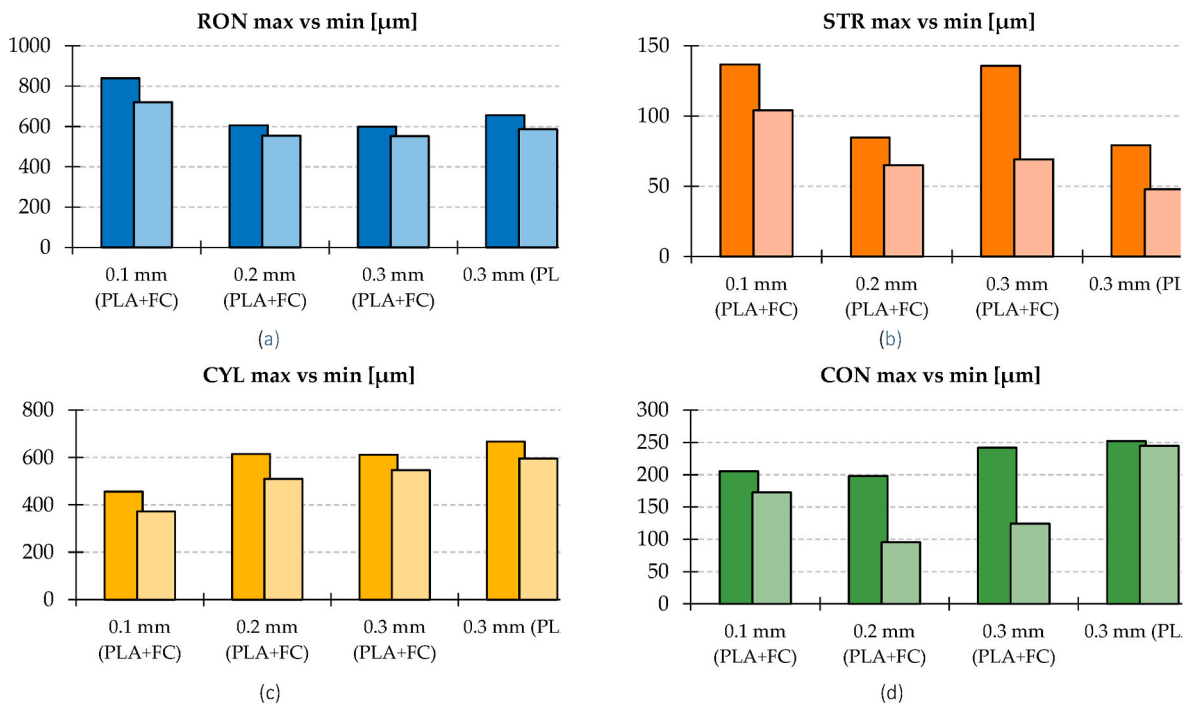 RON max vs min [μm]
1000
800
600
400
200
0
0.1 mm
(PLA+FC)
0.2 mm
(PLA+FC)
0.3 mm
(PLA+FC)
0.3 mm (PL
(a)
STR max vs min [μm]
150
100
50
0
0.1 mm
(PLA+FC)
0.2 mm
(PLA+FC)
0.3 mm
(PLA+FC)
0.3 mm (PL
(b)
CYL max vs min [μm]
800
600
400
200
0
0.1 mm
(PLA+FC)
0.2 mm
(PLA+FC)
0.3 mm
(PLA+FC)
0.3 mm (PL
(c)
CON max vs min [μm]
300
250
200
150
100
50
0
0.1 mm
(PLA+FC)
0.2 mm
(PLA+FC)
0.3 mm
(PLA+FC)
0.3 mm (PL
(d)